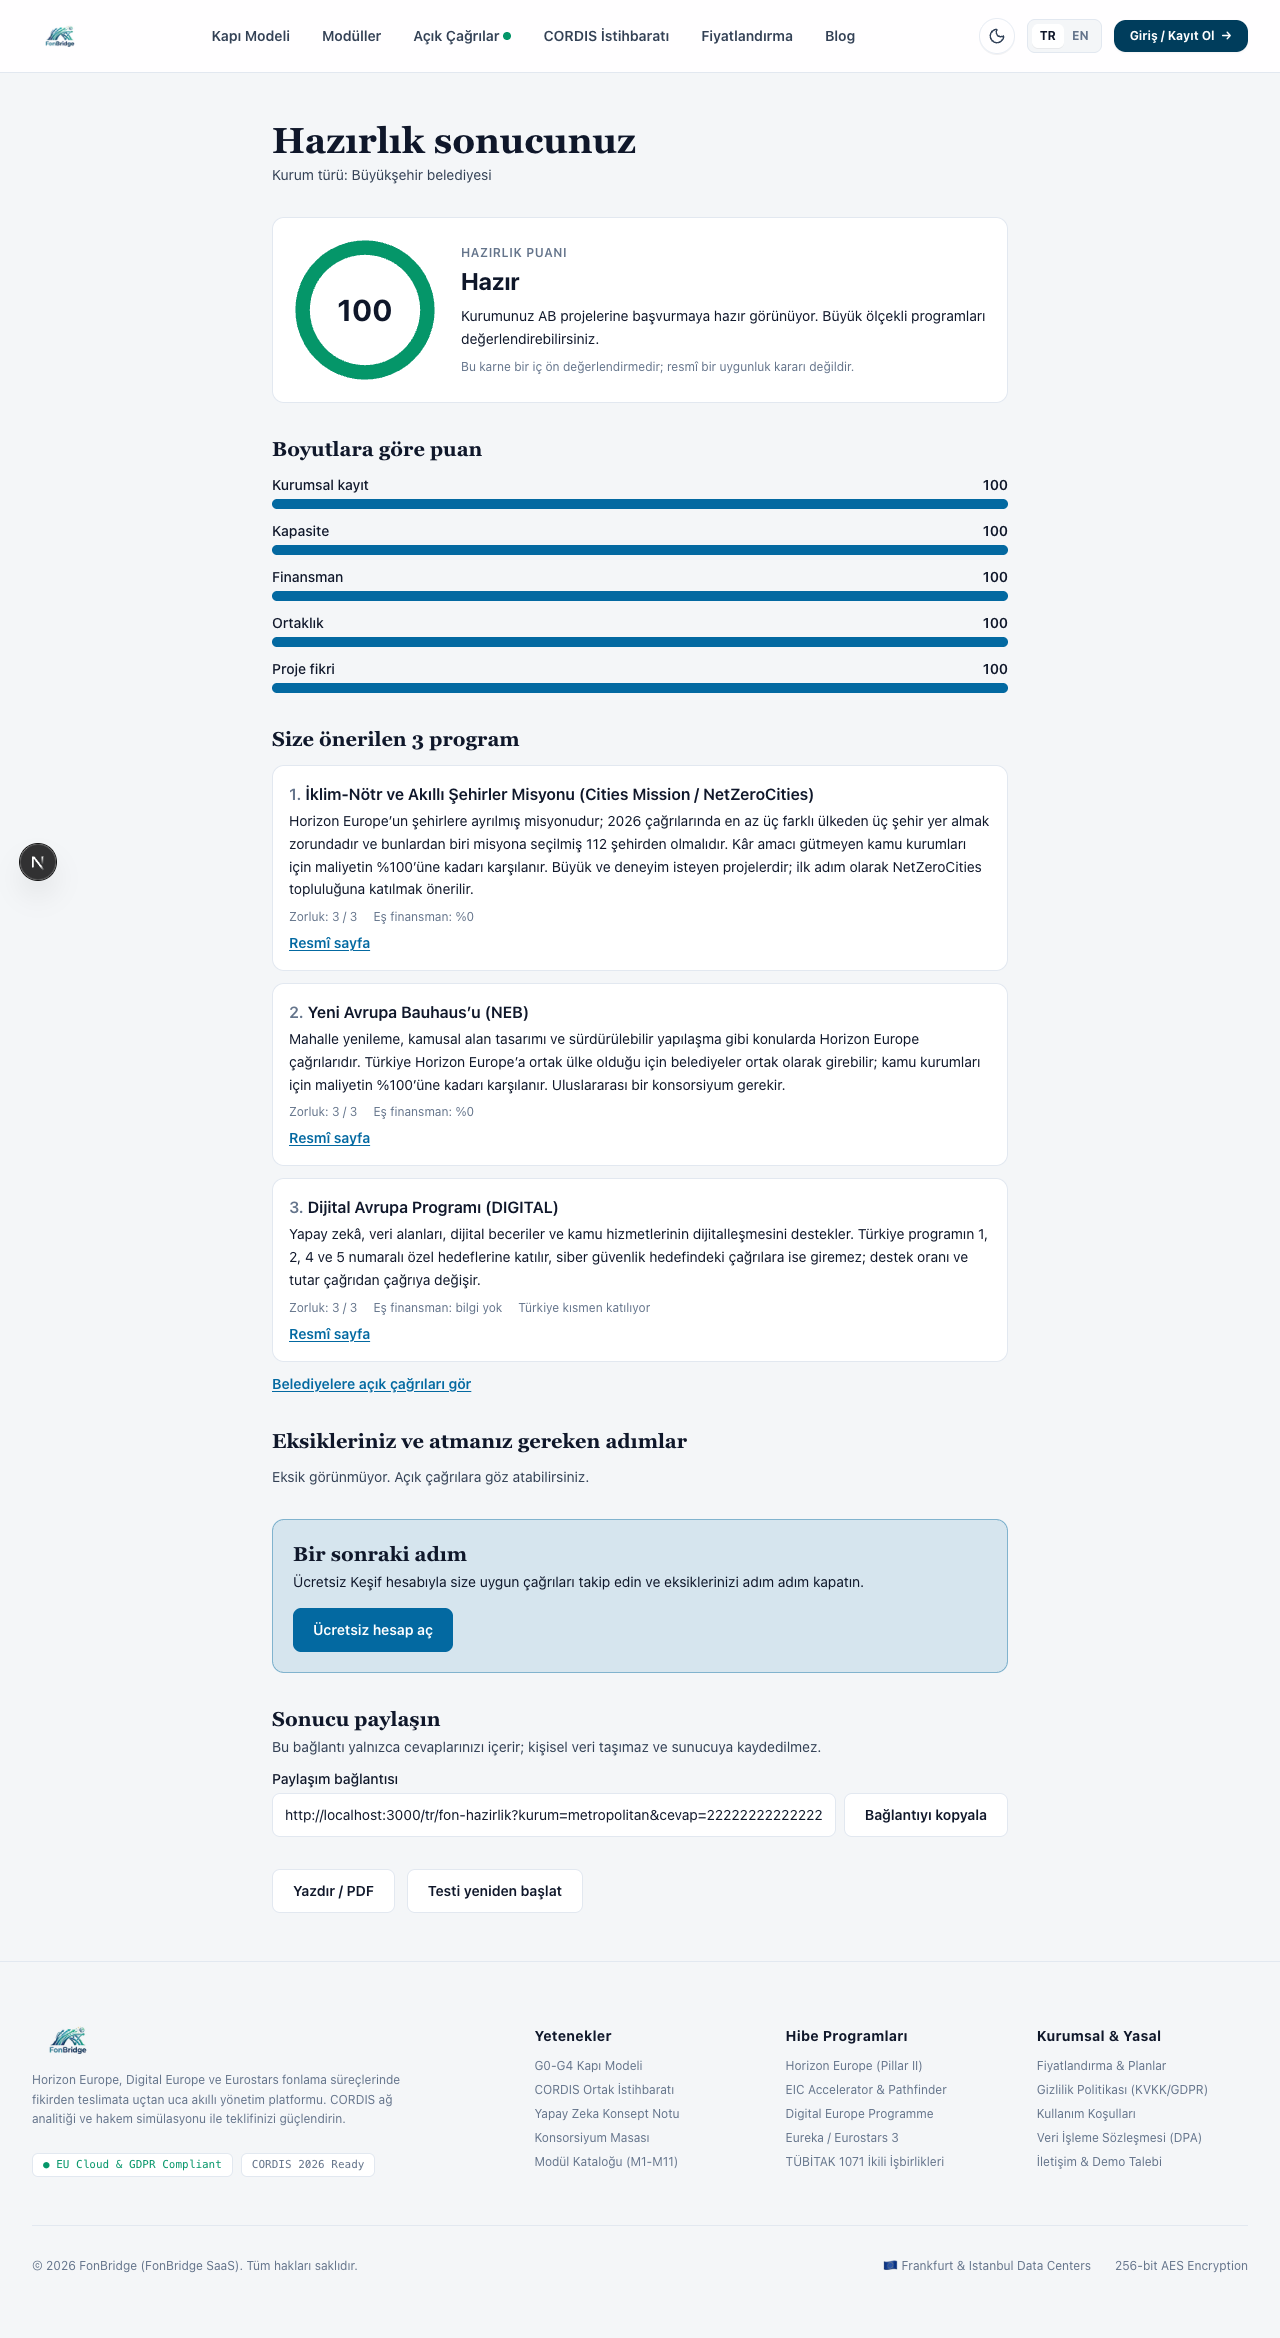 FonBridge
Kapı Modeli
Modüller
Açık Çağrılar
CORDIS İstihbaratı
Fiyatlandırma
Blog
TR
EN
Giriş / Kayıt Ol →
Hazırlık sonucunuz
Kurum türü: Büyükşehir belediyesi
100
HAZIRLIK PUANI
Hazır
Kurumunuz AB projelerine başvurmaya hazır görünüyor. Büyük ölçekli programları
değerlendirebilirsiniz.
Bu karne bir iç ön değerlendirmedir; resmî bir uygunluk kararı değildir.
Boyutlara göre puan
Kurumsal kayıt 100
Kapasite 100
Finansman 100
Ortaklık 100
Proje fikri 100
Size önerilen 3 program
1. İklim-Nötr ve Akıllı Şehirler Misyonu (Cities Mission / NetZeroCities)
Horizon Europe’un şehirlere ayrılmış misyonudur; 2026 çağrılarında en az üç farklı ülkeden üç şehir yer almak
zorundadır ve bunlardan biri misyona seçilmiş 112 şehirden olmalıdır. Kâr amacı gütmeyen kamu kurumları
için maliyetin %100’üne kadarı karşılanır. Büyük ve deneyim isteyen projelerdir; ilk adım olarak NetZeroCities
topluluğuna katılmak önerilir.
Zorluk: 3 / 3 Eş finansman: %0
Resmî sayfa
2. Yeni Avrupa Bauhaus’u (NEB)
Mahalle yenileme, kamusal alan tasarımı ve sürdürülebilir yapılaşma gibi konularda Horizon Europe
çağrılarıdır. Türkiye Horizon Europe’a ortak ülke olduğu için belediyeler ortak olarak girebilir; kamu kurumları
için maliyetin %100’üne kadarı karşılanır. Uluslararası bir konsorsiyum gerekir.
Zorluk: 3 / 3 Eş finansman: %0
Resmî sayfa
3. Dijital Avrupa Programı (DIGITAL)
Yapay zekâ, veri alanları, dijital beceriler ve kamu hizmetlerinin dijitalleşmesini destekler. Türkiye programın 1,
2, 4 ve 5 numaralı özel hedeflerine katılır, siber güvenlik hedefindeki çağrılara ise giremez; destek oranı ve
tutar çağrıdan çağrıya değişir.
Zorluk: 3 / 3 Eş finansman: bilgi yok Türkiye kısmen katılıyor
Resmî sayfa
Belediyelere açık çağrıları gör
Eksikleriniz ve atmanız gereken adımlar
Eksik görünmüyor. Açık çağrılara göz atabilirsiniz.
Bir sonraki adım
Ücretsiz Keşif hesabıyla size uygun çağrıları takip edin ve eksiklerinizi adım adım kapatın.
Ücretsiz hesap aç
Sonucu paylaşın
Bu bağlantı yalnızca cevaplarınızı içerir; kişisel veri taşımaz ve sunucuya kaydedilmez.
Paylaşım bağlantısı
http://localhost:3000/tr/fon-hazirlik?kurum=metropolitan&cevap=22222222222222
Bağlantıyı kopyala
Yazdır / PDF
Testi yeniden başlat
FonBridge
Horizon Europe, Digital Europe ve Eurostars fonlama süreçlerinde
fikirden teslimata uçtan uca akıllı yönetim platformu. CORDIS ağ
analitiği ve hakem simülasyonu ile teklifinizi güçlendirin.
● EU Cloud & GDPR Compliant
CORDIS 2026 Ready
Yetenekler
G0-G4 Kapı Modeli
CORDIS Ortak İstihbaratı
Yapay Zeka Konsept Notu
Konsorsiyum Masası
Modül Kataloğu (M1-M11)
Hibe Programları
Horizon Europe (Pillar II)
EIC Accelerator & Pathfinder
Digital Europe Programme
Eureka / Eurostars 3
TÜBİTAK 1071 İkili İşbirlikleri
Kurumsal & Yasal
Fiyatlandırma & Planlar
Gizlilik Politikası (KVKK/GDPR)
Kullanım Koşulları
Veri İşleme Sözleşmesi (DPA)
İletişim & Demo Talebi
© 2026 FonBridge (FonBridge SaaS). Tüm hakları saklıdır.
🇪🇺 Frankfurt & Istanbul Data Centers
256-bit AES Encryption